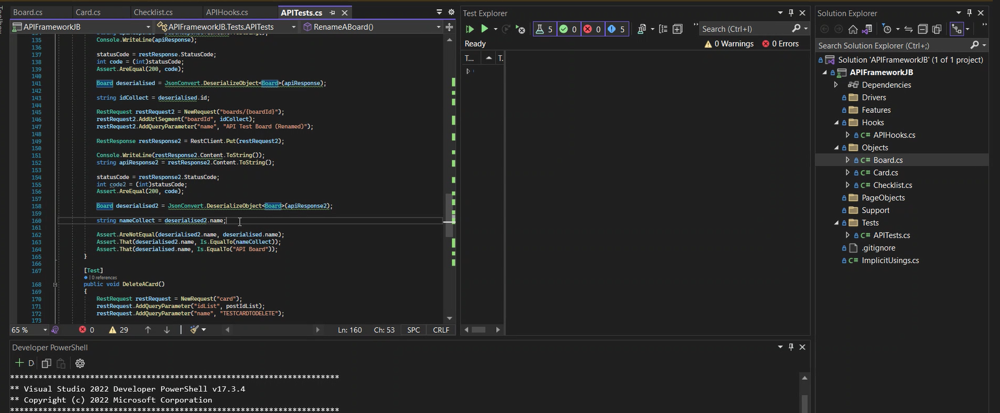 Board.cs Card.cs Checklist.cs APIHooks.cs APITests.cs
APIFrameworkJB APIFrameworkJB.Tests.APITests RenameABoard()
135 Console.WriteLine(apiResponse);
136
137 statusCode = restResponse.StatusCode;
138 int code = (int)statusCode;
139 Assert.AreEqual(200, code);
140
141 Board deserialised = JsonConvert.DeserializeObject<Board>(apiResponse);
142
143 string idCollect = deserialised.id;
144
145 RestRequest restRequest2 = NewRequest("boards/{boardId}");
146 restRequest2.AddUrlSegment("boardId", idCollect);
147 restRequest2.AddQueryParameter("name", "API Test Board (Renamed)");
148
149 RestResponse restResponse2 = RestClient.Put(restRequest2);
150
151 Console.WriteLine(restResponse2.Content.ToString());
152 string apiResponse2 = restResponse2.Content.ToString();
153
154 statusCode = restResponse2.StatusCode;
155 int code2 = (int)statusCode;
156 Assert.AreEqual(200, code);
157
158 Board deserialised2 = JsonConvert.DeserializeObject<Board>(apiResponse2);
159
160 string nameCollect = deserialised2.name;
161
162 Assert.AreNotEqual(deserialised2.name, deserialised.name);
163 Assert.That(deserialised2.name, Is.EqualTo(nameCollect));
164 Assert.That(deserialised.name, Is.EqualTo("API Board"));
165 }
166
167 [Test]
| 0 references
168 public void DeleteACard()
169 {
170 RestRequest restRequest = NewRequest("card");
171 restRequest.AddQueryParameter("idList", postIdList);
172 restRequest.AddQueryParameter("name", "TESTCARDTODELETE");
173
65 % 0 29 Ln: 160 Ch: 53 SPC CRLF
Test Explorer
5 0 0 5 Search (Ctrl+I)
Ready 0 Warnings 0 Errors
T... T.
Solution Explorer
Search Solution Explorer (Ctrl+;)
Solution 'APIFrameworkJB' (1 of 1 project)
APIFrameworkJB
Dependencies
Drivers
Features
Hooks
C# APIHooks.cs
Objects
C# Board.cs
C# Card.cs
C# Checklist.cs
PageObjects
Support
Tests
C# APITests.cs
.gitignore
C# ImplicitUsings.cs
Developer PowerShell
D
**********************************************************************
** Visual Studio 2022 Developer PowerShell v17.3.4
** Copyright (c) 2022 Microsoft Corporation
**********************************************************************